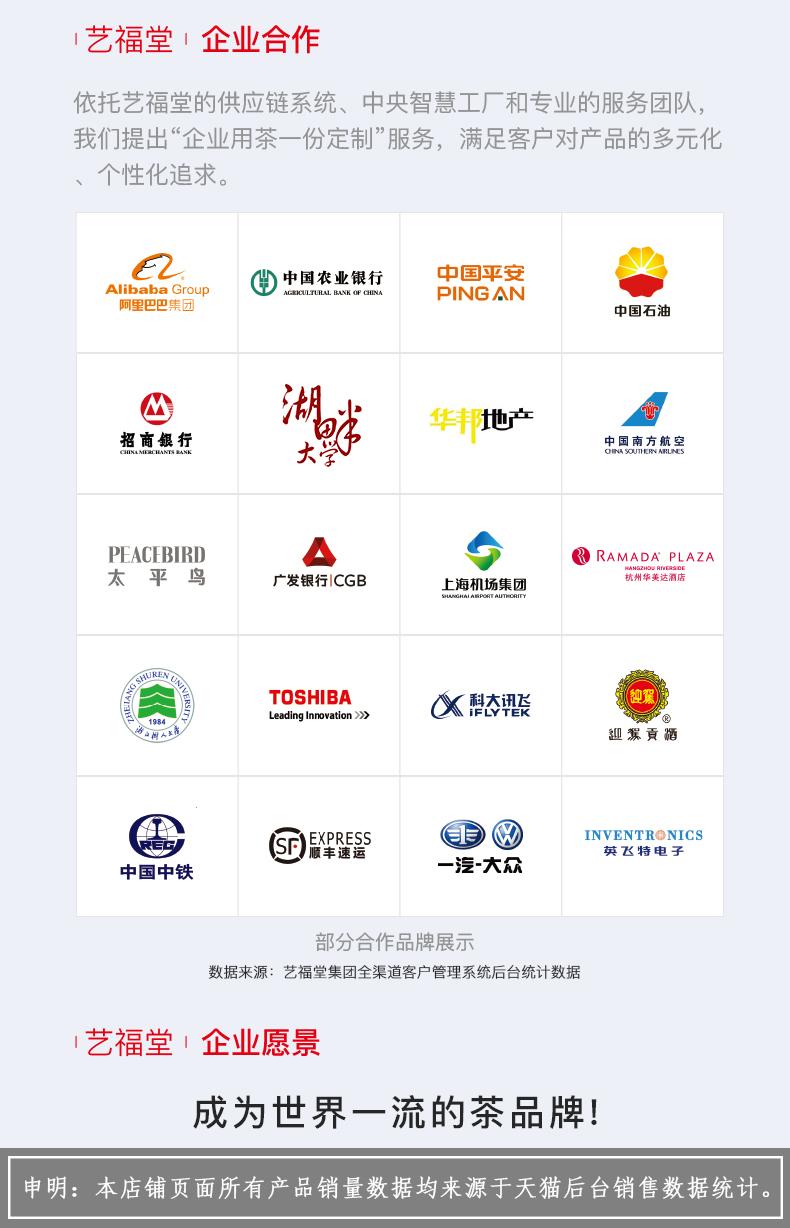 艺福堂 企业合作
依托艺福堂的供应链系统、中央智慧工厂和专业的服务团队，
我们提出“企业用茶一份定制”服务，满足客户对产品的多元化
、个性化追求。
Alibaba Group
阿里巴巴集团
中国农业银行
AGRICULTURAL BANK OF CHINA
中国平安
PING AN
中国石油
招商银行
CHINA MERCHANTS BANK
湖畔
大学
华邦地产
中国南方航空
CHINA SOUTHERN AIRLINES
PEACEBIRD
太平鸟
广发银行|CGB
上海机场集团
SHANGHAI AIRPORT AUTHORITY
RAMADA PLAZA
HANGZHOU RIVERSIDE
杭州华美达酒店
ZHEJIANG SHUREN UNIVERSITY
1984
浙江树人大学
TOSHIBA
Leading Innovation >>>
科大讯飞
iFLYTEK
迎驾
®
迎驾贡酒
CREC
中国中铁
SF EXPRESS
顺丰速运
一汽-大众
INVENTRONICS
英飞特电子
部分合作品牌展示
数据来源：艺福堂集团全渠道客户管理系统后台统计数据
艺福堂 企业愿景
成为世界一流的茶品牌!
申明：本店铺页面所有产品销量数据均来源于天猫后台销售数据统计。